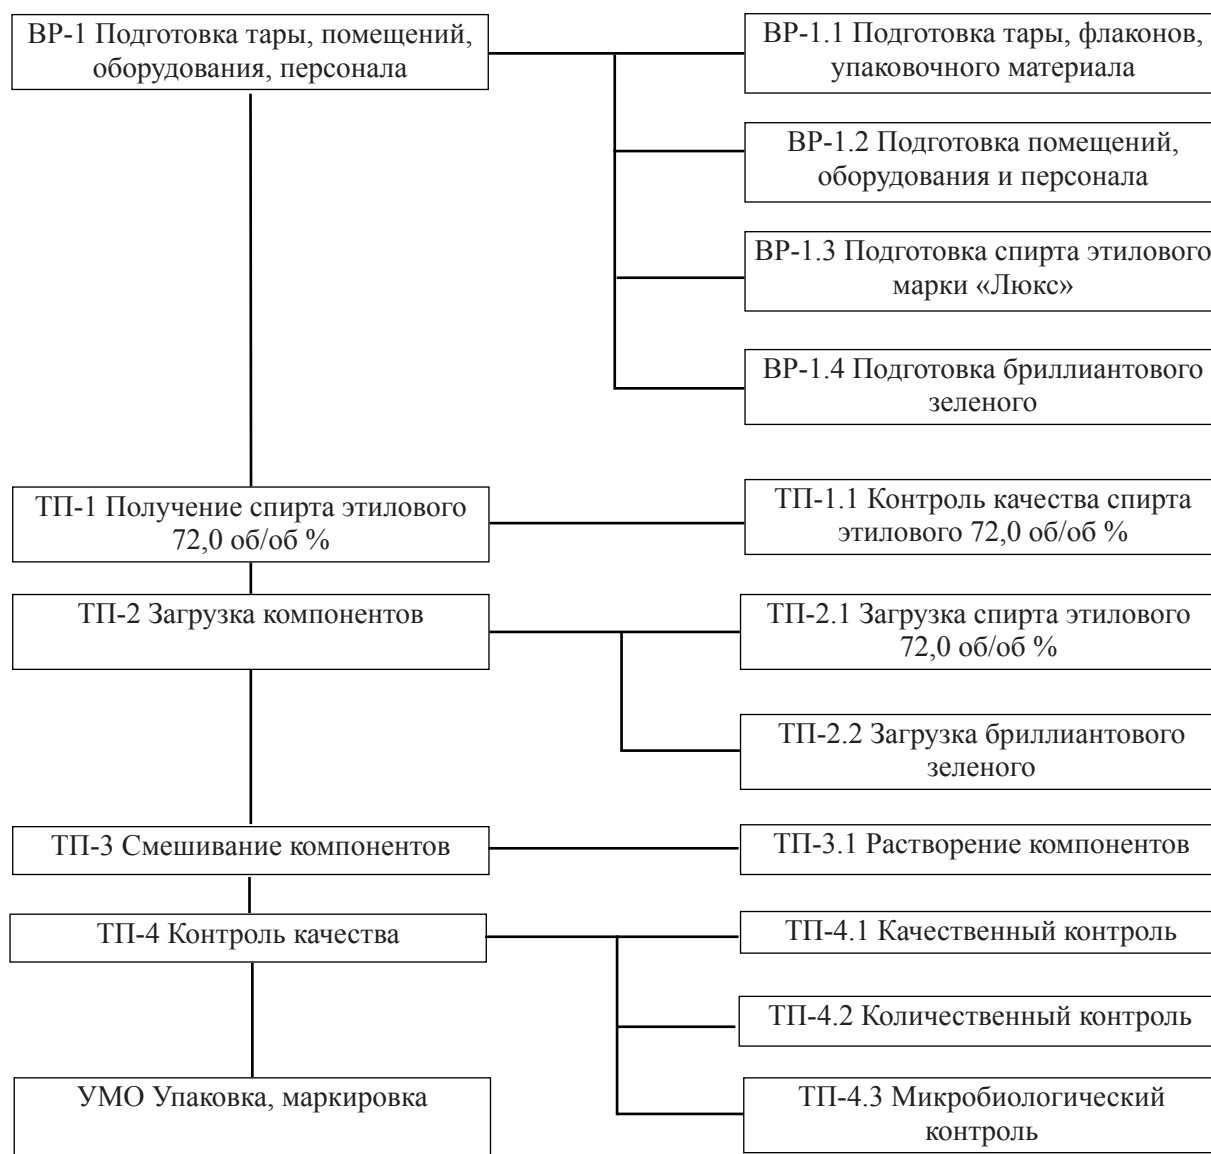 ВР-1 Подготовка тары, помещений,
оборудования, персонала
ВР-1.1 Подготовка тары, флаконов,
упаковочного материала
ВР-1.2 Подготовка помещений,
оборудования и персонала
ВР-1.3 Подготовка спирта этилового
марки «Люкс»
ВР-1.4 Подготовка бриллиантового
зеленого
ТП-1 Получение спирта этилового
72,0 об/об %
ТП-1.1 Контроль качества спирта
этилового 72,0 об/об %
ТП-2 Загрузка компонентов
ТП-2.1 Загрузка спирта этилового
72,0 об/об %
ТП-2.2 Загрузка бриллиантового
зеленого
ТП-3 Смешивание компонентов
ТП-3.1 Растворение компонентов
ТП-4 Контроль качества
ТП-4.1 Качественный контроль
ТП-4.2 Количественный контроль
ТП-4.3 Микробиологический
контроль
УМО Упаковка, маркировка